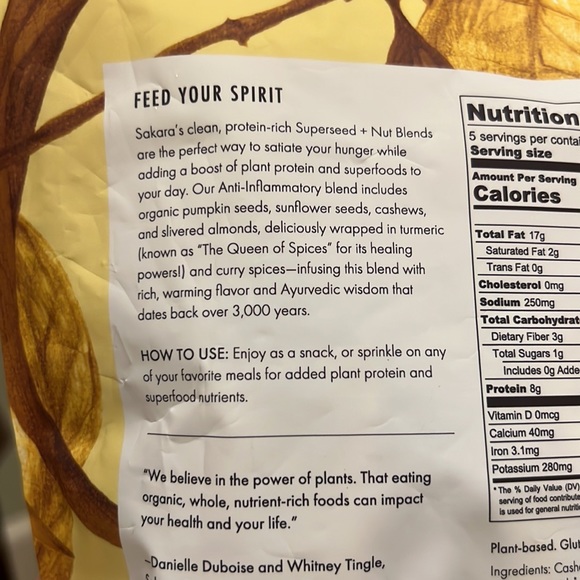 FEED YOUR SPIRIT
Sakara's clean, protein-rich Superseed + Nut Blends
are the perfect way to satiate your hunger while
adding a boost of plant protein and superfoods to
your day. Our Anti-Inflammatory blend includes
organic pumpkin seeds, sunflower seeds, cashews,
and slivered almonds, deliciously wrapped in turmeric
(known as "The Queen of Spices" for its healing
powers!) and curry spices—infusing this blend with
rich, warming flavor and Ayurvedic wisdom that
dates back over 3,000 years.
HOW TO USE: Enjoy as a snack, or sprinkle on any
of your favorite meals for added plant protein and
superfood nutrients.
"We believe in the power of plants. That eating
organic, whole, nutrient-rich foods can impact
your health and your life."
~Danielle Duboise and Whitney Tingle,
Nutrition
5 servings per contai
Serving size
Amount Per Serving
Calories
Total Fat 17g
Saturated Fat 2g
Trans Fat 0g
Cholesterol 0mg
Sodium 250mg
Total Carbohydrat
Dietary Fiber 3g
Total Sugars 1g
Includes 0g Adde
Protein 8g
Vitamin D 0mcg
Calcium 40mg
Iron 3.1mg
Potassium 280mg
* The % Daily Value (DV)
serving of food contribute
is used for general nutriti
Plant-based. Glut
Ingredients: Cash